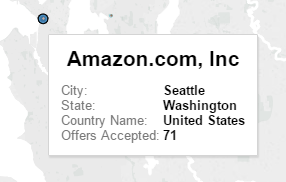 Amazon.com, Inc
City: Seattle
State: Washington
Country Name: United States
Offers Accepted: 71